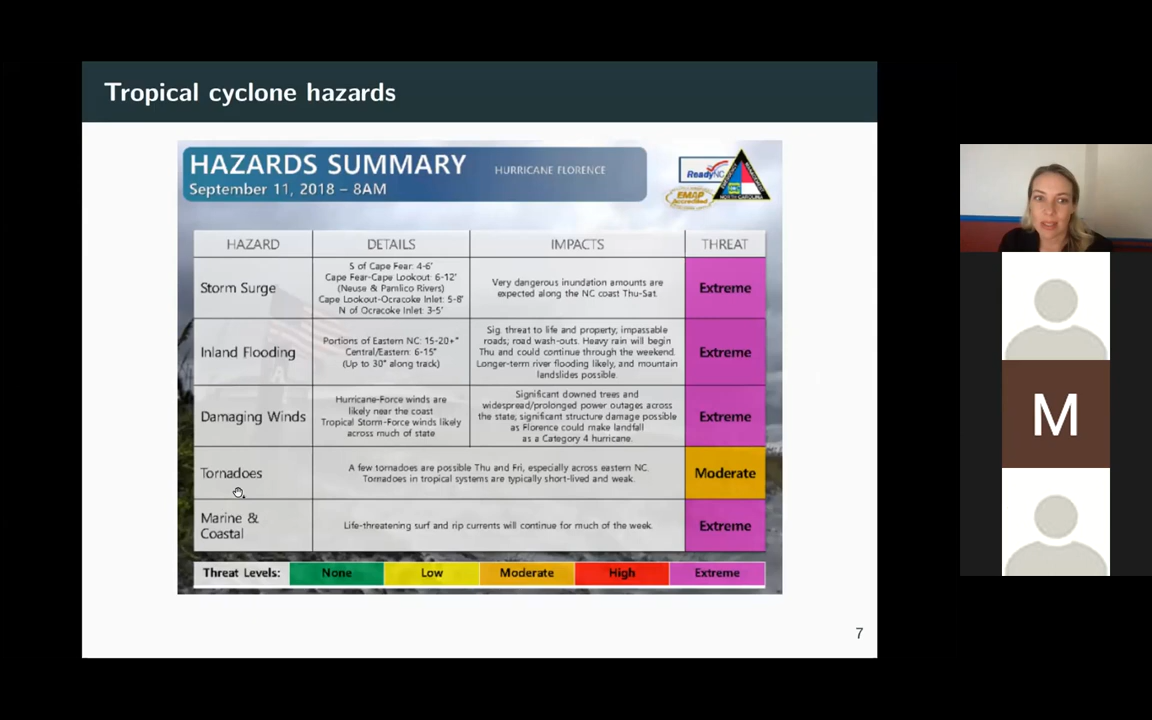 Tropical cyclone hazards
HAZARDS SUMMARY
HURRICANE FLORENCE
September 11, 2018 – 8AM
ReadyNC
EMAP
Accredited
NORTH CAROLINA
HAZARD
DETAILS
IMPACTS
THREAT
Storm Surge
S of Cape Fear: 4-6'
Cape Fear-Cape Lookout: 6-12'
(Neuse & Pamlico Rivers)
Cape Lookout-Ocracoke Inlet: 5-8'
N of Ocracoke Inlet: 3-5'
Very dangerous inundation amounts are
expected along the NC coast Thu-Sat.
Extreme
Inland Flooding
Portions of Eastern NC: 15-20+"
Central/Eastern: 6-15"
(Up to 30" along track)
Sig. threat to life and property; impassable
roads; road wash-outs. Heavy rain will begin
Thu and could continue through the weekend.
Longer-term river flooding likely, and mountain
landslides possible.
Extreme
Damaging Winds
Hurricane-Force winds are
likely near the coast
Tropical Storm-Force winds likely
across much of state
Significant downed trees and
widespread/prolonged power outages across
the state; significant structure damage possible
as Florence could make landfall
as a Category 4 hurricane.
Extreme
Tornadoes
A few tornadoes are possible Thu and Fri, especially across eastern NC.
Tornadoes in tropical systems are typically short-lived and weak.
Moderate
Marine &
Coastal
Life-threatening surf and rip currents will continue for much of the week.
Extreme
Threat Levels:
None
Low
Moderate
High
Extreme
7
M